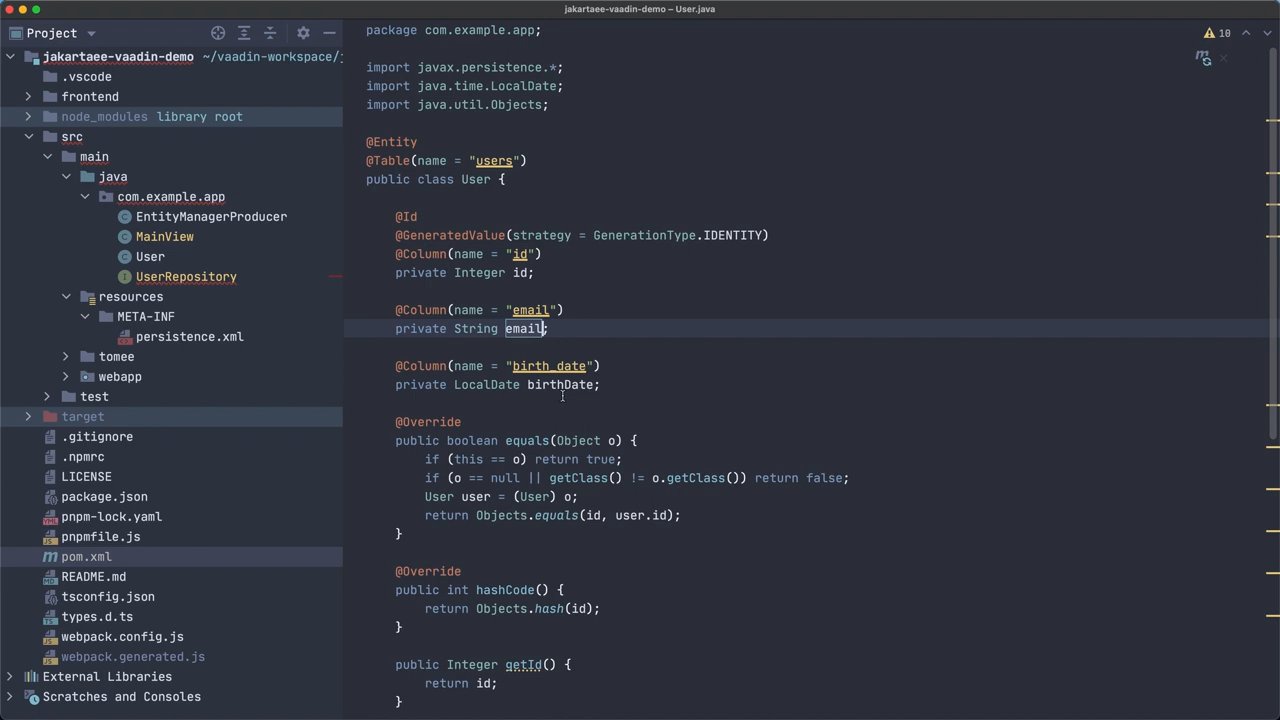 jakartaee-vaadin-demo – User.java
Project
jakartaee-vaadin-demo ~/vaadin-workspace/j
.vscode
frontend
node_modules library root
src
main
java
com.example.app
EntityManagerProducer
MainView
User
UserRepository
resources
META-INF
persistence.xml
tomee
webapp
test
target
.gitignore
.npmrc
LICENSE
package.json
pnpm-lock.yaml
pnpmfile.js
pom.xml
README.md
tsconfig.json
types.d.ts
webpack.config.js
webpack.generated.js
External Libraries
Scratches and Consoles
10
package com.example.app;
import javax.persistence.*;
import java.time.LocalDate;
import java.util.Objects;
@Entity
@Table(name = "users")
public class User {
@Id
@GeneratedValue(strategy = GenerationType.IDENTITY)
@Column(name = "id")
private Integer id;
@Column(name = "email")
private String email;
@Column(name = "birth_date")
private LocalDate birthDate;
@Override
public boolean equals(Object o) {
if (this == o) return true;
if (o == null || getClass() != o.getClass()) return false;
User user = (User) o;
return Objects.equals(id, user.id);
}
@Override
public int hashCode() {
return Objects.hash(id);
}
public Integer getId() {
return id;
}